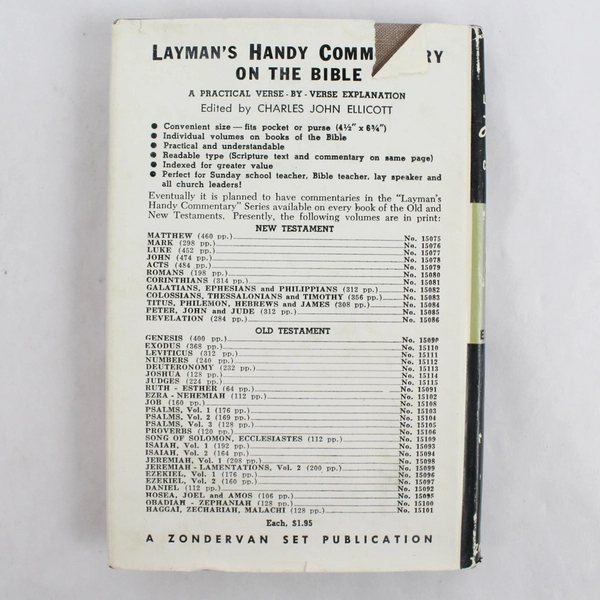 LAYMAN'S HANDY COMM RY
ON THE BIBLE
A PRACTICAL VERSE-BY-VERSE EXPLANATION
Edited by CHARLES JOHN ELLICOTT
● Convenient size — fits pocket or purse (4½" x 6¾")
● Individual volumes on books of the Bible
● Practical and understandable
● Readable type (Scripture text and commentary on same page)
● Indexed for greater value
● Perfect for Sunday school teacher, Bible teacher, lay speaker and
all church leaders!
Eventually it is planned to have commentaries in the "Layman's
Handy Commentary" Series available on every book of the Old and
New Testaments. Presently, the following volumes are in print:
NEW TESTAMENT
MATTHEW (460 pp.) No. 15075
MARK (298 pp.) No. 15076
LUKE (452 pp.) No. 15077
JOHN (474 pp.) No. 15078
ACTS (484 pp.) No. 15079
ROMANS (198 pp.) No. 15080
CORINTHIANS (314 pp.) No. 15081
GALATIANS, EPHESIANS and PHILIPPIANS (312 pp.) No. 15082
COLOSSIANS, THESSALONIANS and TIMOTHY (356 pp.) No. 15083
TITUS, PHILEMON, HEBREWS and JAMES (308 pp.) No. 15084
PETER, JOHN and JUDE (312 pp.) No. 15085
REVELATION (284 pp.) No. 15086
OLD TESTAMENT
GENESIS (400 pp.) No. 15090
EXODUS (368 pp.) No. 15110
LEVITICUS (312 pp.) No. 15111
NUMBERS (240 pp.) No. 15112
DEUTERONOMY (232 pp.) No. 15113
JOSHUA (128 pp.) No. 15114
JUDGES (224 pp.) No. 15115
RUTH - ESTHER (64 pp.) No. 15091
EZRA - NEHEMIAH (112 pp.) No. 15102
JOB (160 pp.) No. 15108
PSALMS, Vol. 1 (176 pp.) No. 15103
PSALMS, Vol. 2 (169 pp.) No. 15104
PSALMS, Vol. 3 (128 pp.) No. 15105
PROVERBS (120 pp.) No. 15106
SONG OF SOLOMON, ECCLESIASTES (112 pp.) No. 15109
ISAIAH, Vol. 1 (192 pp.) No. 15093
ISAIAH, Vol. 2 (164 pp.) No. 15094
JEREMIAH, Vol. 1 (208 pp.) No. 15098
JEREMIAH - LAMENTATIONS, Vol. 2 (200 pp.) No. 15099
EZEKIEL, Vol. 1 (176 pp.) No. 15096
EZEKIEL, Vol. 2 (160 pp.) No. 15097
DANIEL (112 pp.) No. 15092
HOSEA, JOEL and AMOS (106 pp.) No. 15095
OBADIAH - ZEPHANIAH (128 pp.) No. 15100
HAGGAI, ZECHARIAH, MALACHI (128 pp.) No. 15101
Each, $1.95
A ZONDERVAN SET PUBLICATION